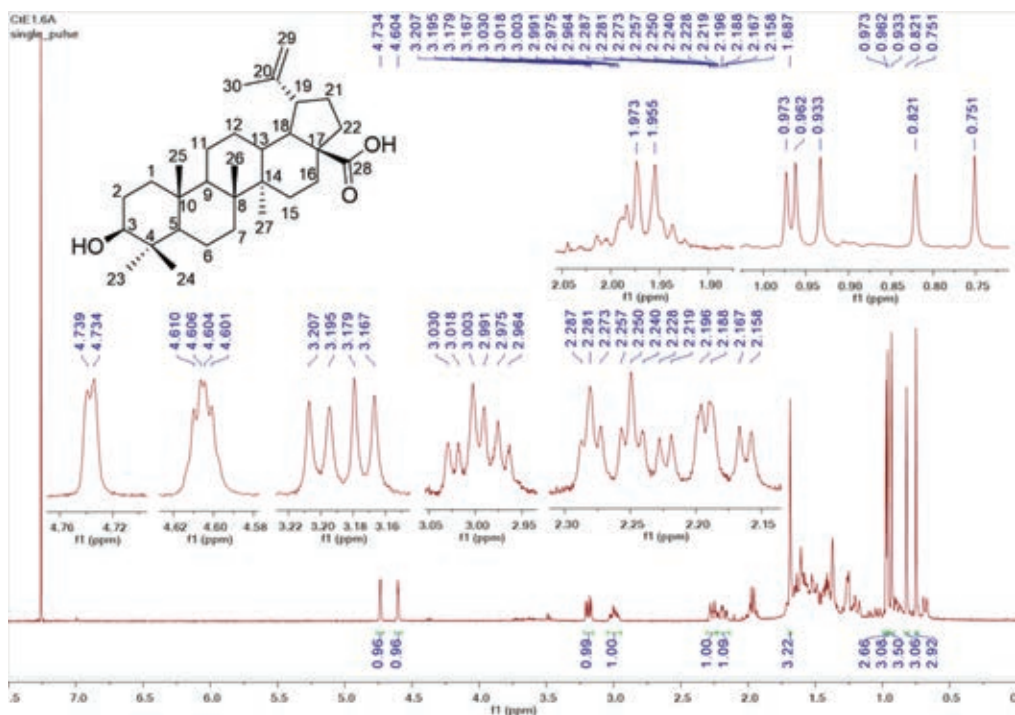 CtE1.6A
single_pulse
4.734 4.604 3.207 3.195 3.179 3.167 3.030 3.018 3.003 2.991 2.975 2.964 2.287 2.281 2.273 2.257 2.250 2.240 2.228 2.219 2.196 2.188 2.167 2.158 1.687 0.973 0.962 0.933 0.821 0.751
29
20
30 19 21
12 18 22
11 13 17 OH
25 26 28
1 16 O
2 9 14
10 8 15
3 5 27
HO 4 6 7
23 24
1.973 1.955
0.973 0.962 0.933 0.821 0.751
2.05 2.00 1.95 1.90
f1 (ppm)
1.00 0.95 0.90 0.85 0.80 0.75
f1 (ppm)
4.739 4.734
4.610 4.606 4.604 4.601
3.207 3.195 3.179 3.167
3.030 3.018 3.003 2.991 2.975 2.964
2.287 2.281 2.273 2.257 2.250 2.240 2.228 2.219 2.196 2.188 2.167 2.158
4.76 4.72
f1 (ppm)
4.62 4.60 4.58
f1 (ppm)
3.22 3.20 3.18 3.16
f1 (ppm)
3.05 3.00 2.95
f1 (ppm)
2.30 2.25 2.20 2.15
f1 (ppm)
0.96 0.96 0.99 1.00 1.00 1.09 3.22 2.66 3.08 3.50 3.06 2.92
.5 7.0 6.5 6.0 5.5 5.0 4.5 4.0 3.5 3.0 2.5 2.0 1.5 1.0 0.5 0
f1 (ppm)